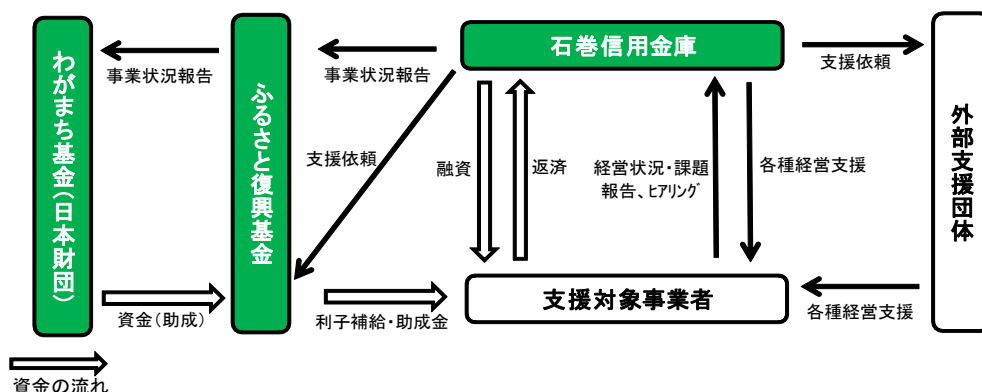 石巻信用金庫
わがまち基金(日本財団)
事業状況報告
ふるさと復興基金
事業状況報告
支援依頼
外部支援団体
支援依頼
融資
返済
経営状況・課題
報告、ﾋｱﾘﾝｸﾞ
各種経営支援
支援対象事業者
資金(助成)
利子補給・助成金
各種経営支援
資金の流れ